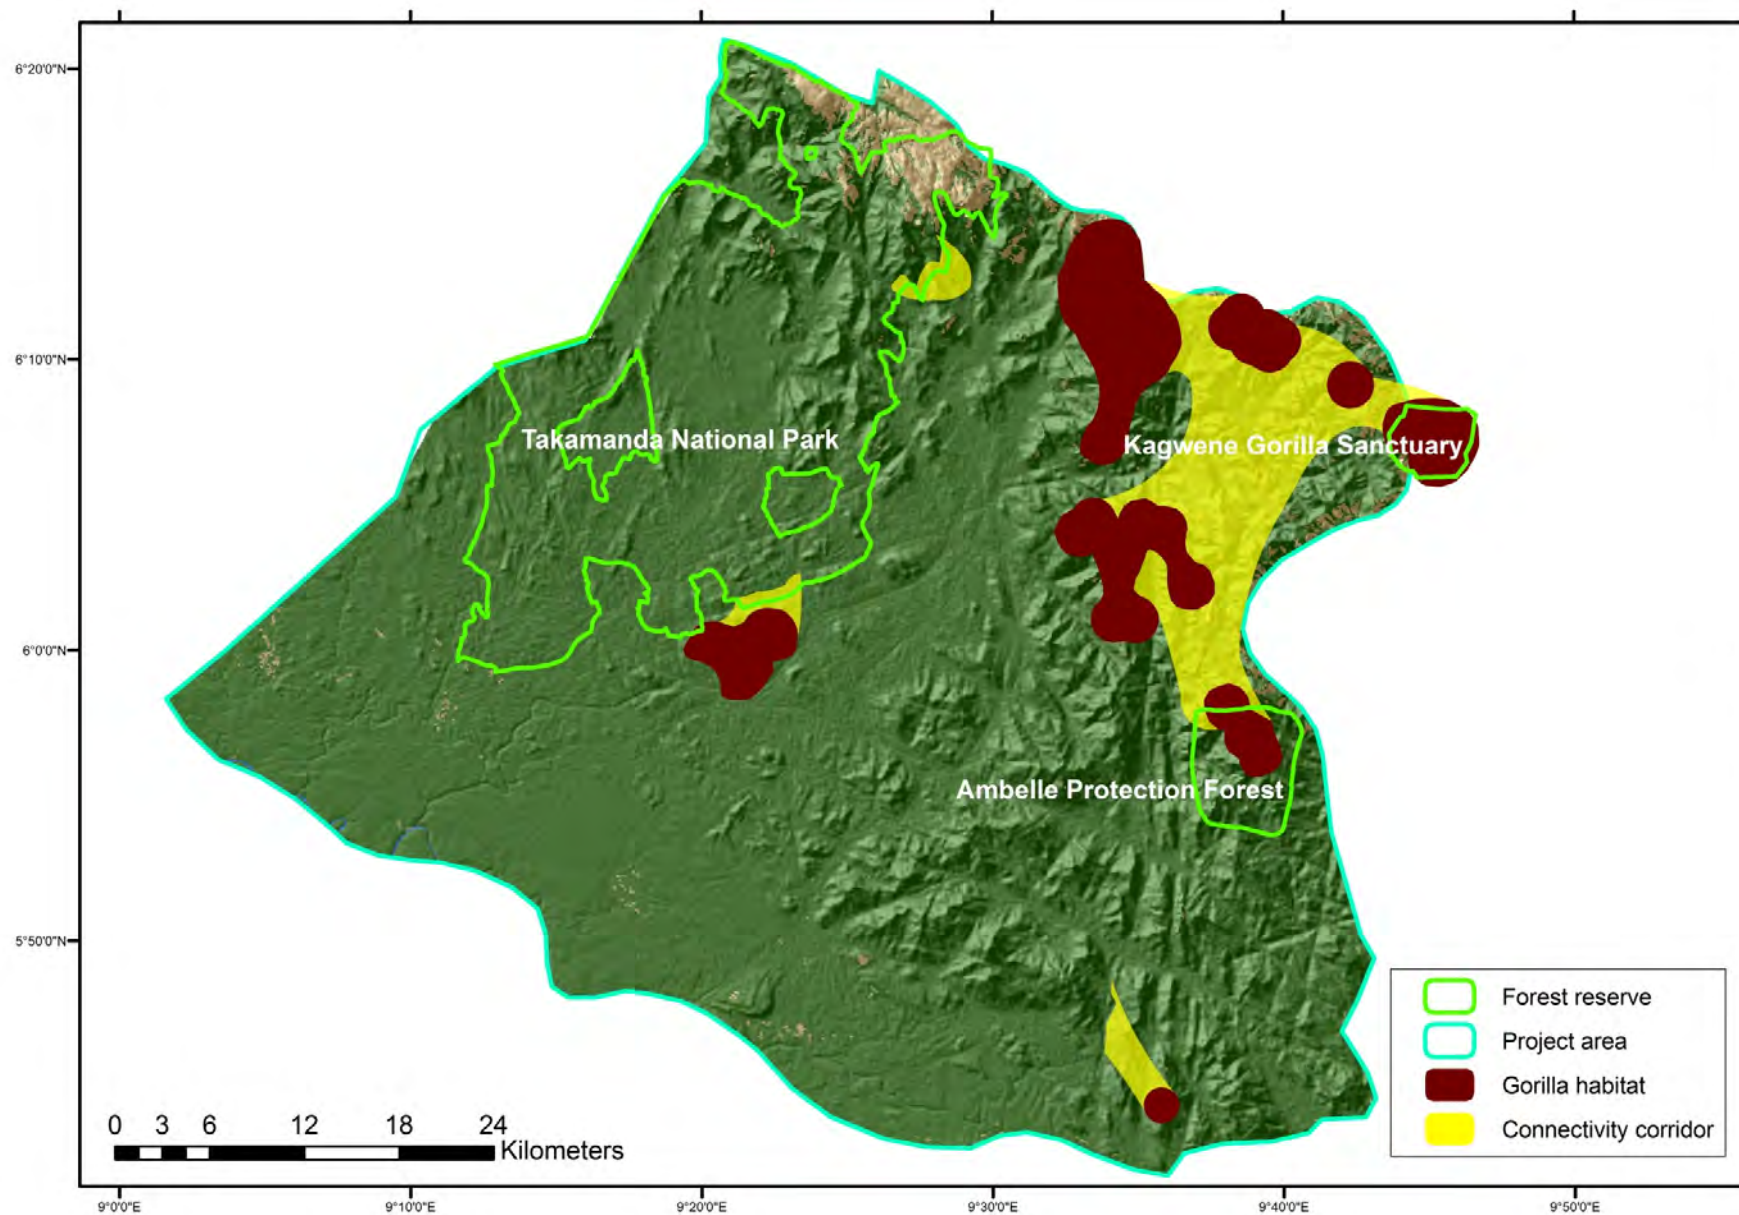 6°20'0"N
6°10'0"N
Takamanda National Park
Kagwene Gorilla Sanctuary
6°0'0"N
Ambelle Protection Forest
5°50'0"N
Forest reserve
Project area
Gorilla habitat
Connectivity corridor
0 3 6 12 18 24
Kilometers
9°0'0"E 9°10'0"E 9°20'0"E 9°30'0"E 9°40'0"E 9°50'0"E